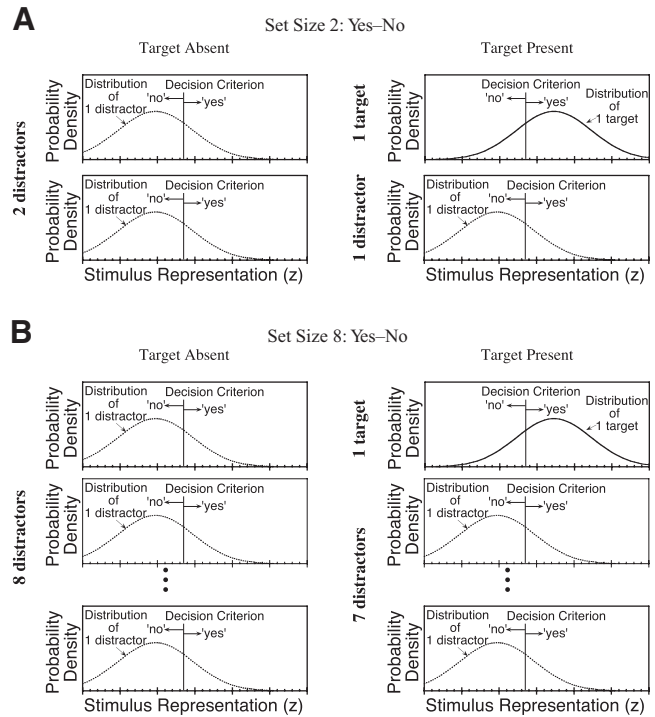 A
Set Size 2: Yes–No
Target Absent
Target Present
2 distractors
Probability
Density
Distribution
of
1 distractor
Decision Criterion
'no'
'yes'
Probability
Density
Distribution
of
1 distractor
Decision Criterion
'no'
'yes'
Stimulus Representation (z)
1 target
Probability
Density
Decision Criterion
'no'
'yes'
Distribution
of
1 target
1 distractor
Probability
Density
Distribution
of
1 distractor
Decision Criterion
'no'
'yes'
Stimulus Representation (z)
B
Set Size 8: Yes–No
Target Absent
Target Present
8 distractors
Probability
Density
Distribution
of
1 distractor
Decision Criterion
'no'
'yes'
Probability
Density
Distribution
of
1 distractor
Decision Criterion
'no'
'yes'
Probability
Density
Distribution
of
1 distractor
Decision Criterion
'no'
'yes'
Stimulus Representation (z)
1 target
Probability
Density
Decision Criterion
'no'
'yes'
Distribution
of
1 target
7 distractors
Probability
Density
Distribution
of
1 distractor
Decision Criterion
'no'
'yes'
Probability
Density
Distribution
of
1 distractor
Decision Criterion
'no'
'yes'
Stimulus Representation (z)